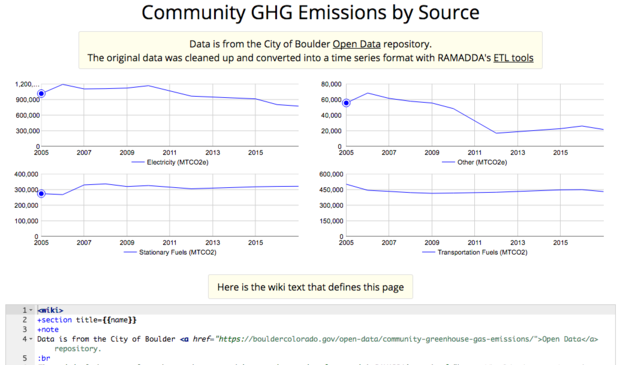 Community GHG Emissions by Source
Data is from the City of Boulder Open Data repository.
The original data was cleaned up and converted into a time series format with RAMADDA's ETL tools
1,200,...
900,000
600,000
300,000
0
2005 2007 2009 2011 2013 2015
Electricity (MTCO2e)
80,000
60,000
40,000
20,000
0
2005 2007 2009 2011 2013 2015
Other (MTCO2e)
400,000
300,000
200,000
100,000
0
2005 2007 2009 2011 2013 2015
Stationary Fuels (MTCO2)
600,000
450,000
300,000
150,000
0
2005 2007 2009 2011 2013 2015
Transportation Fuels (MTCO2)
Here is the wiki text that defines this page
1 <wiki>
2 +section title={{name}}
3 +note
4 Data is from the City of Boulder <a href="https://bouldercolorado.gov/open-data/community-greenhouse-gas-emissions/">Open Data</a>
repository.
5 :br